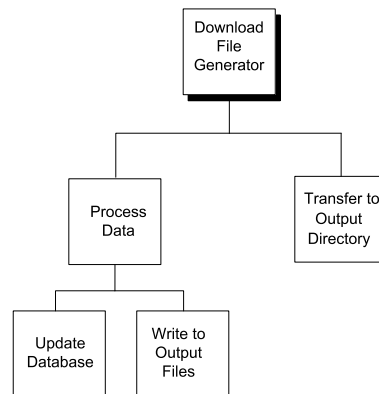 Download
File
Generator
Process
Data
Transfer to
Output
Directory
Update
Database
Write to
Output
Files